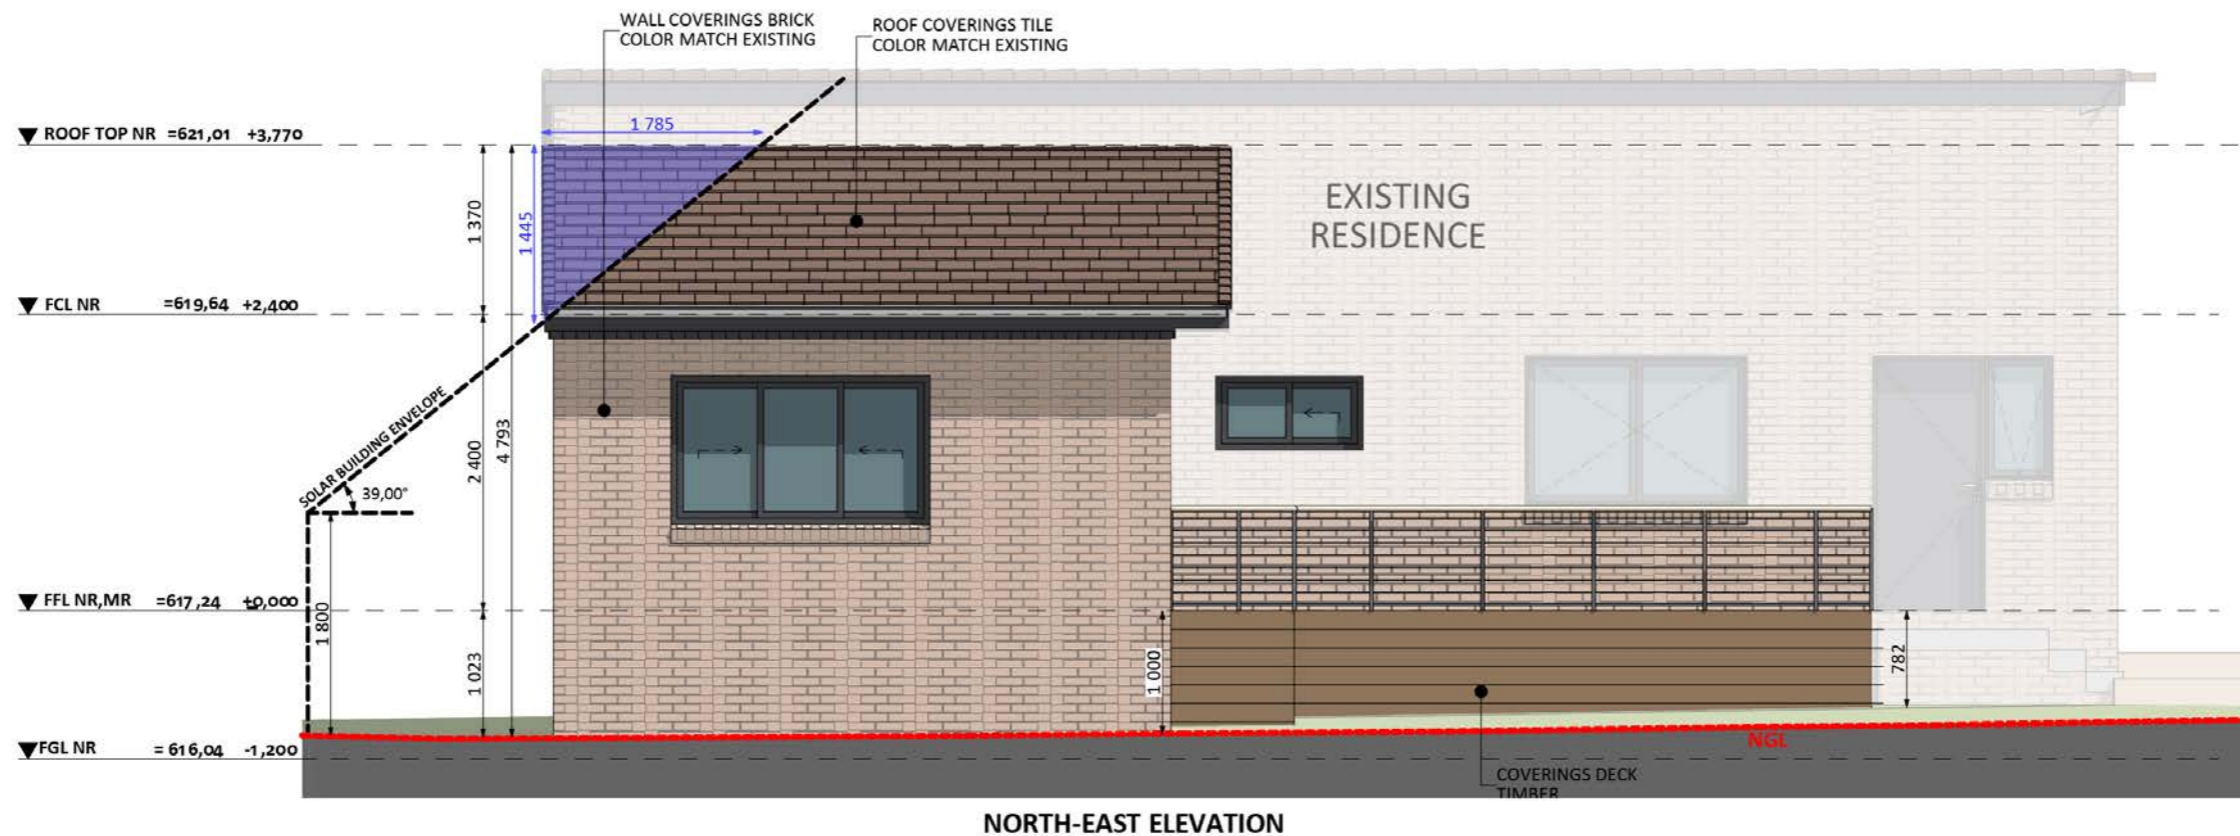 WALL COVERINGS BRICK
COLOR MATCH EXISTING
ROOF COVERINGS TILE
COLOR MATCH EXISTING
1 785
ROOF TOP NR =621,01 +3,770
1 370
1 445
EXISTING
RESIDENCE
FCL NR =619,64 +2,400
SOLAR BUILDING ENVELOPE
39,00°
2 400
4 793
FFL NR,MR =617,24 +0,000
1 800
1 023
1 000
782
FGL NR = 616,04 -1,200
NGL
COVERINGS DECK
TIMBER
NORTH-EAST ELEVATION